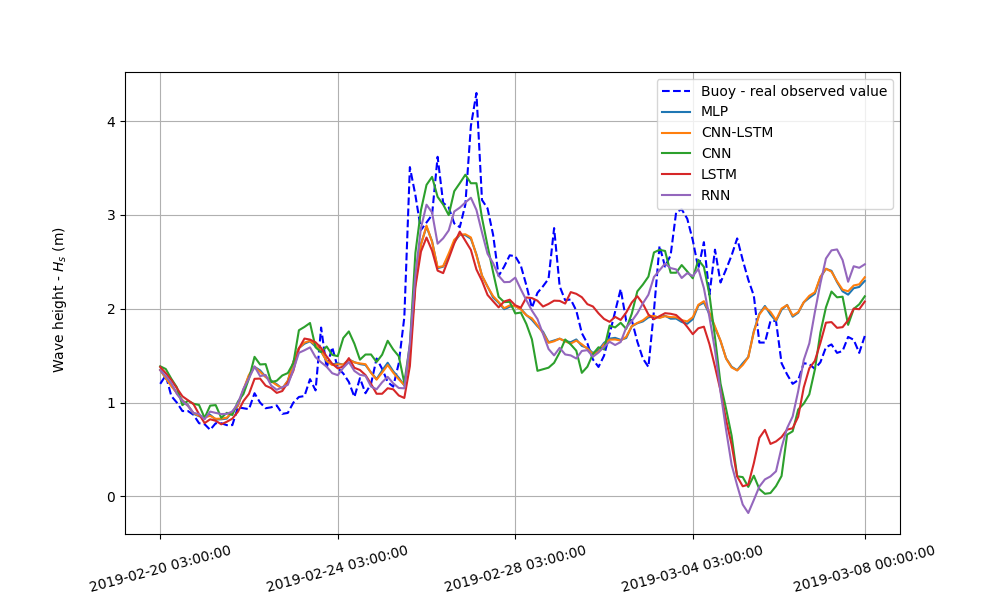 Buoy - real observed value
MLP
CNN-LSTM
CNN
LSTM
RNN
Wave height - Hs (m)
4
3
2
1
0
2019-02-20 03:00:00
2019-02-24 03:00:00
2019-02-28 03:00:00
2019-03-04 03:00:00
2019-03-08 00:00:00